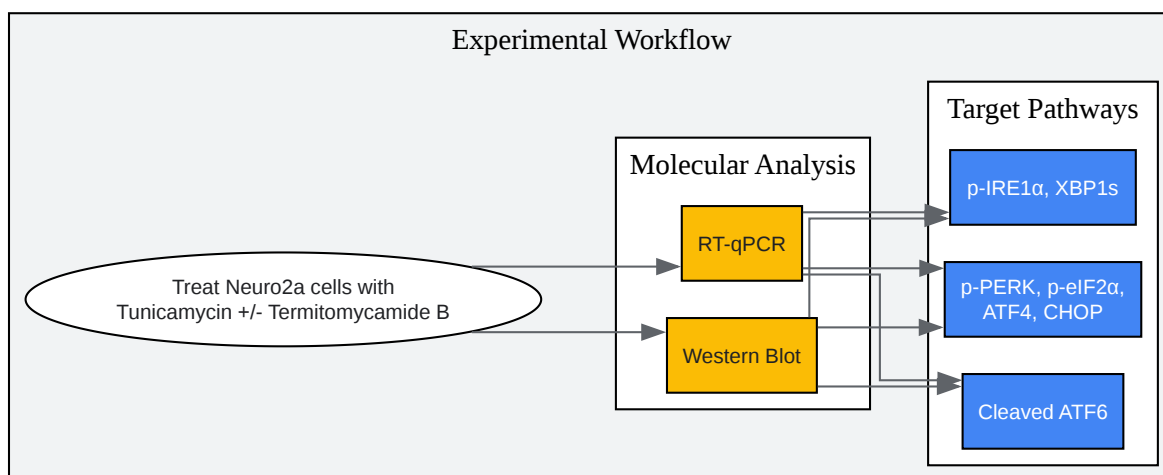 Experimental Workflow
Target Pathways
Molecular Analysis
p-IRE1α, XBP1s
RT-qPCR
Treat Neuro2a cells with
Tunicamycin +/- Termitomycamide B
p-PERK, p-eIF2α,
ATF4, CHOP
Western Blot
Cleaved ATF6